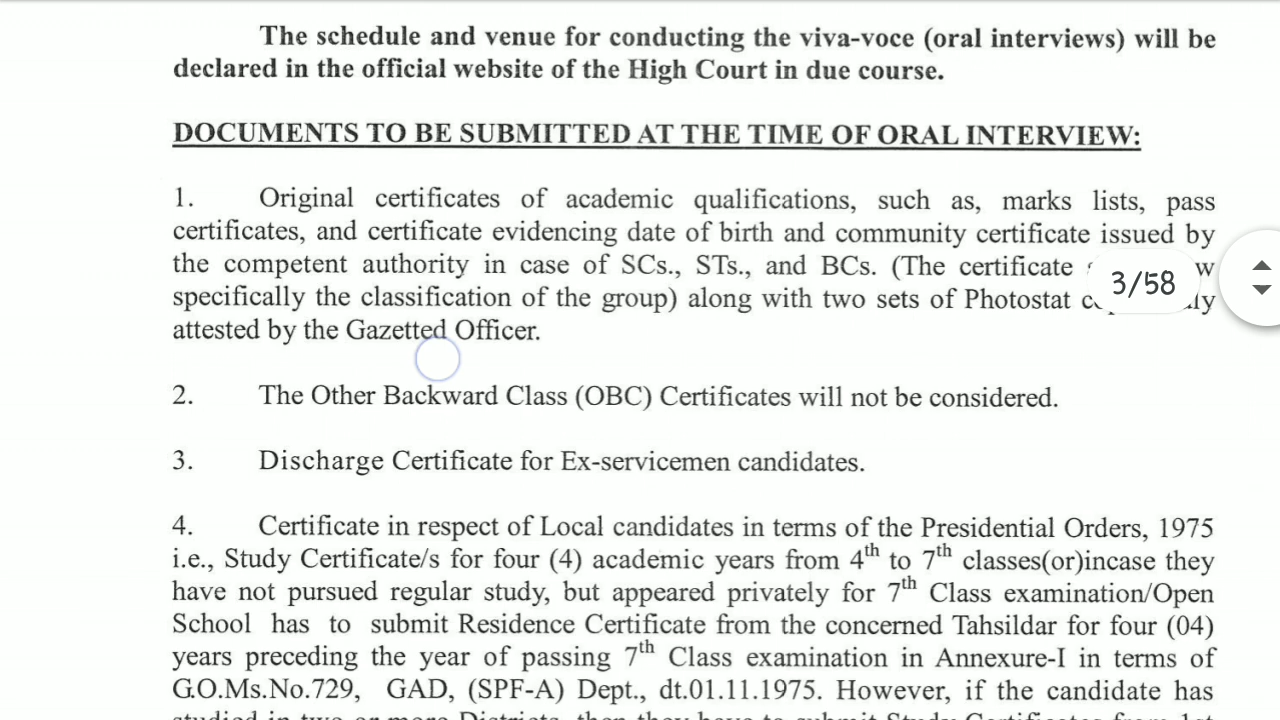 The schedule and venue for conducting the viva-voce (oral interviews) will be
declared in the official website of the High Court in due course.
DOCUMENTS TO BE SUBMITTED AT THE TIME OF ORAL INTERVIEW:
1. Original certificates of academic qualifications, such as, marks lists, pass
certificates, and certificate evidencing date of birth and community certificate issued by
the competent authority in case of SCs., STs., and BCs. (The certificate
3/58
specifically the classification of the group) along with two sets of Photostat
attested by the Gazetted Officer.
2. The Other Backward Class (OBC) Certificates will not be considered.
3. Discharge Certificate for Ex-servicemen candidates.
4. Certificate in respect of Local candidates in terms of the Presidential Orders, 1975
i.e., Study Certificate/s for four (4) academic years from 4th to 7th classes(or)incase they
have not pursued regular study, but appeared privately for 7th Class examination/Open
School has to submit Residence Certificate from the concerned Tahsildar for four (04)
years preceding the year of passing 7th Class examination in Annexure-I in terms of
G.O.Ms.No.729, GAD, (SPF-A) Dept., dt.01.11.1975. However, if the candidate has